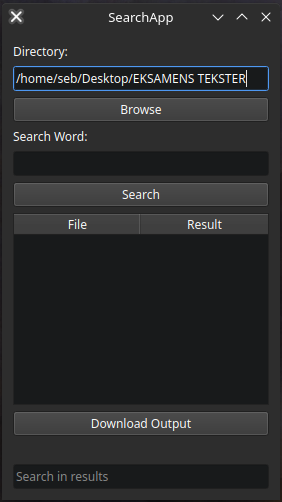 SearchApp
Directory:
/home/seb/Desktop/EKSAMENS TEKSTER
Browse
Search Word:
Search
File Result
Download Output
Search in results